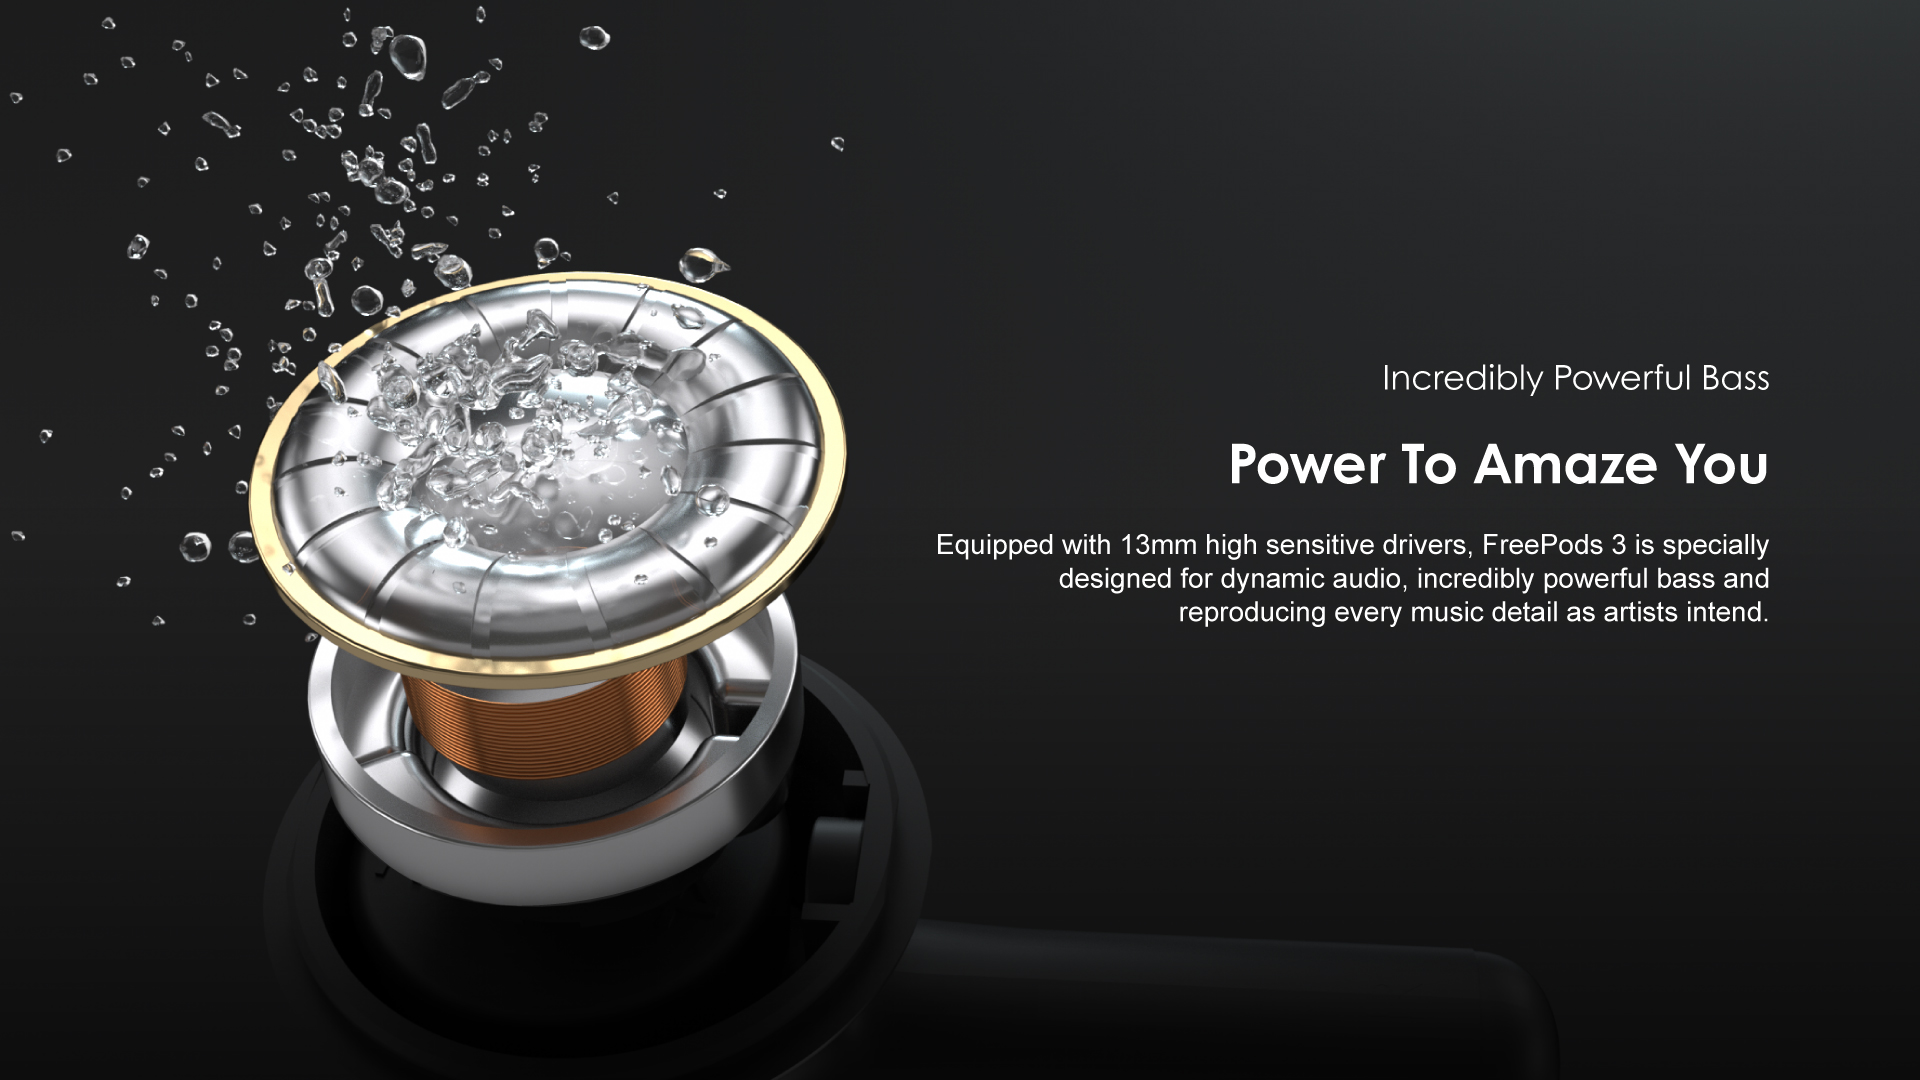 Incredibly Powerful Bass
Power To Amaze You
Equipped with 13mm high sensitive drivers, FreePods 3 is specially
designed for dynamic audio, incredibly powerful bass and
reproducing every music detail as artists intend.